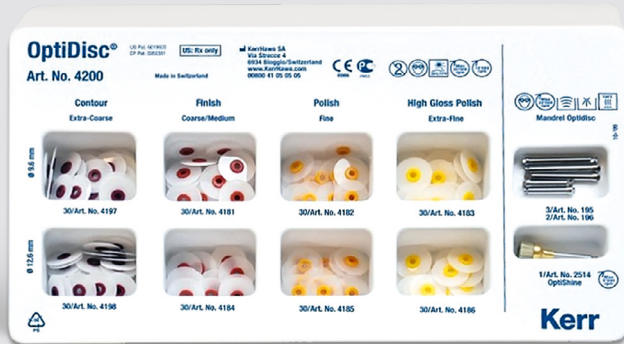 OptiDisc®
Art. No. 4200
US: Rx only
Made in Switzerland
KerrHawe SA
Via Strecce 4
6934 Bioggio/Switzerland
www.KerrHawe.com
00800 41 05 05 05
CE
Contour
Extra-Coarse
Finish
Coarse/Medium
Polish
Fine
High Gloss Polish
Extra-Fine
Mandrel Optidisc
Ø 9.6 mm
30/Art. No. 4197
30/Art. No. 4181
30/Art. No. 4182
30/Art. No. 4183
3/Art. No. 195
2/Art. No. 196
Ø 12.6 mm
30/Art. No. 4198
30/Art. No. 4184
30/Art. No. 4185
30/Art. No. 4186
1/Art. No. 2514
OptiShine
Kerr